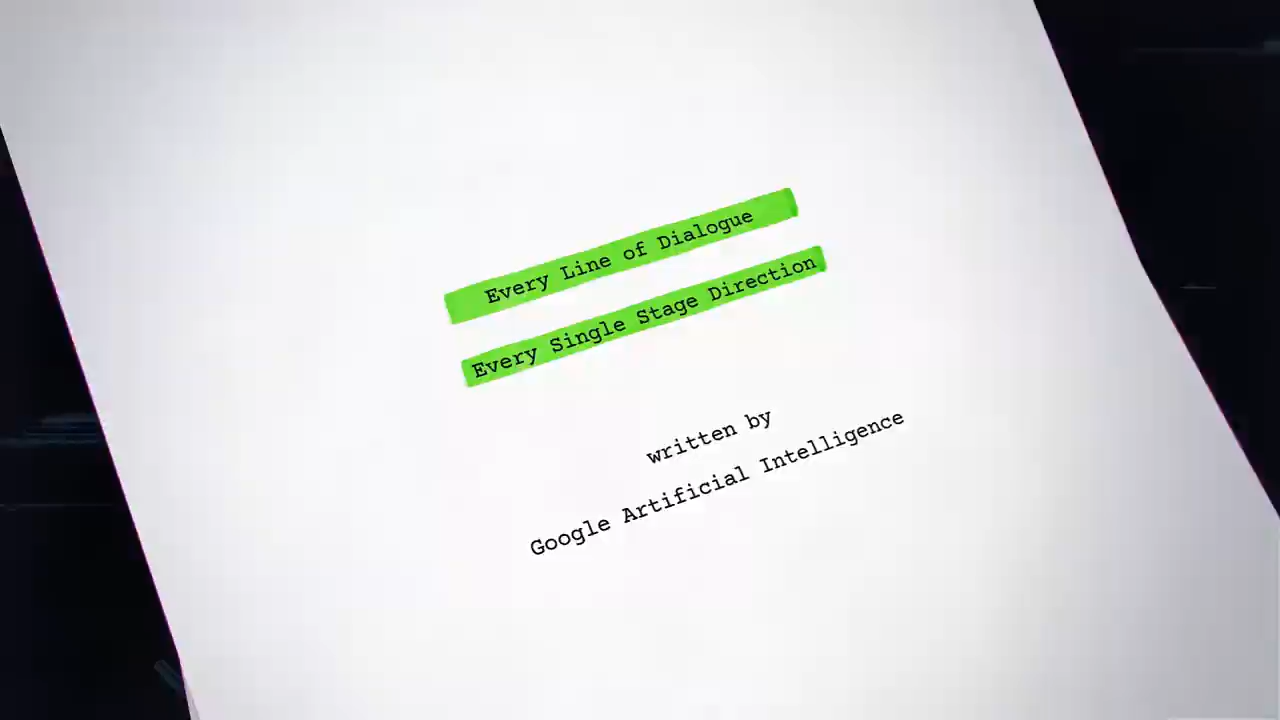 Every Line of Dialogue
Every Single Stage Direction
written by
Google Artificial Intelligence